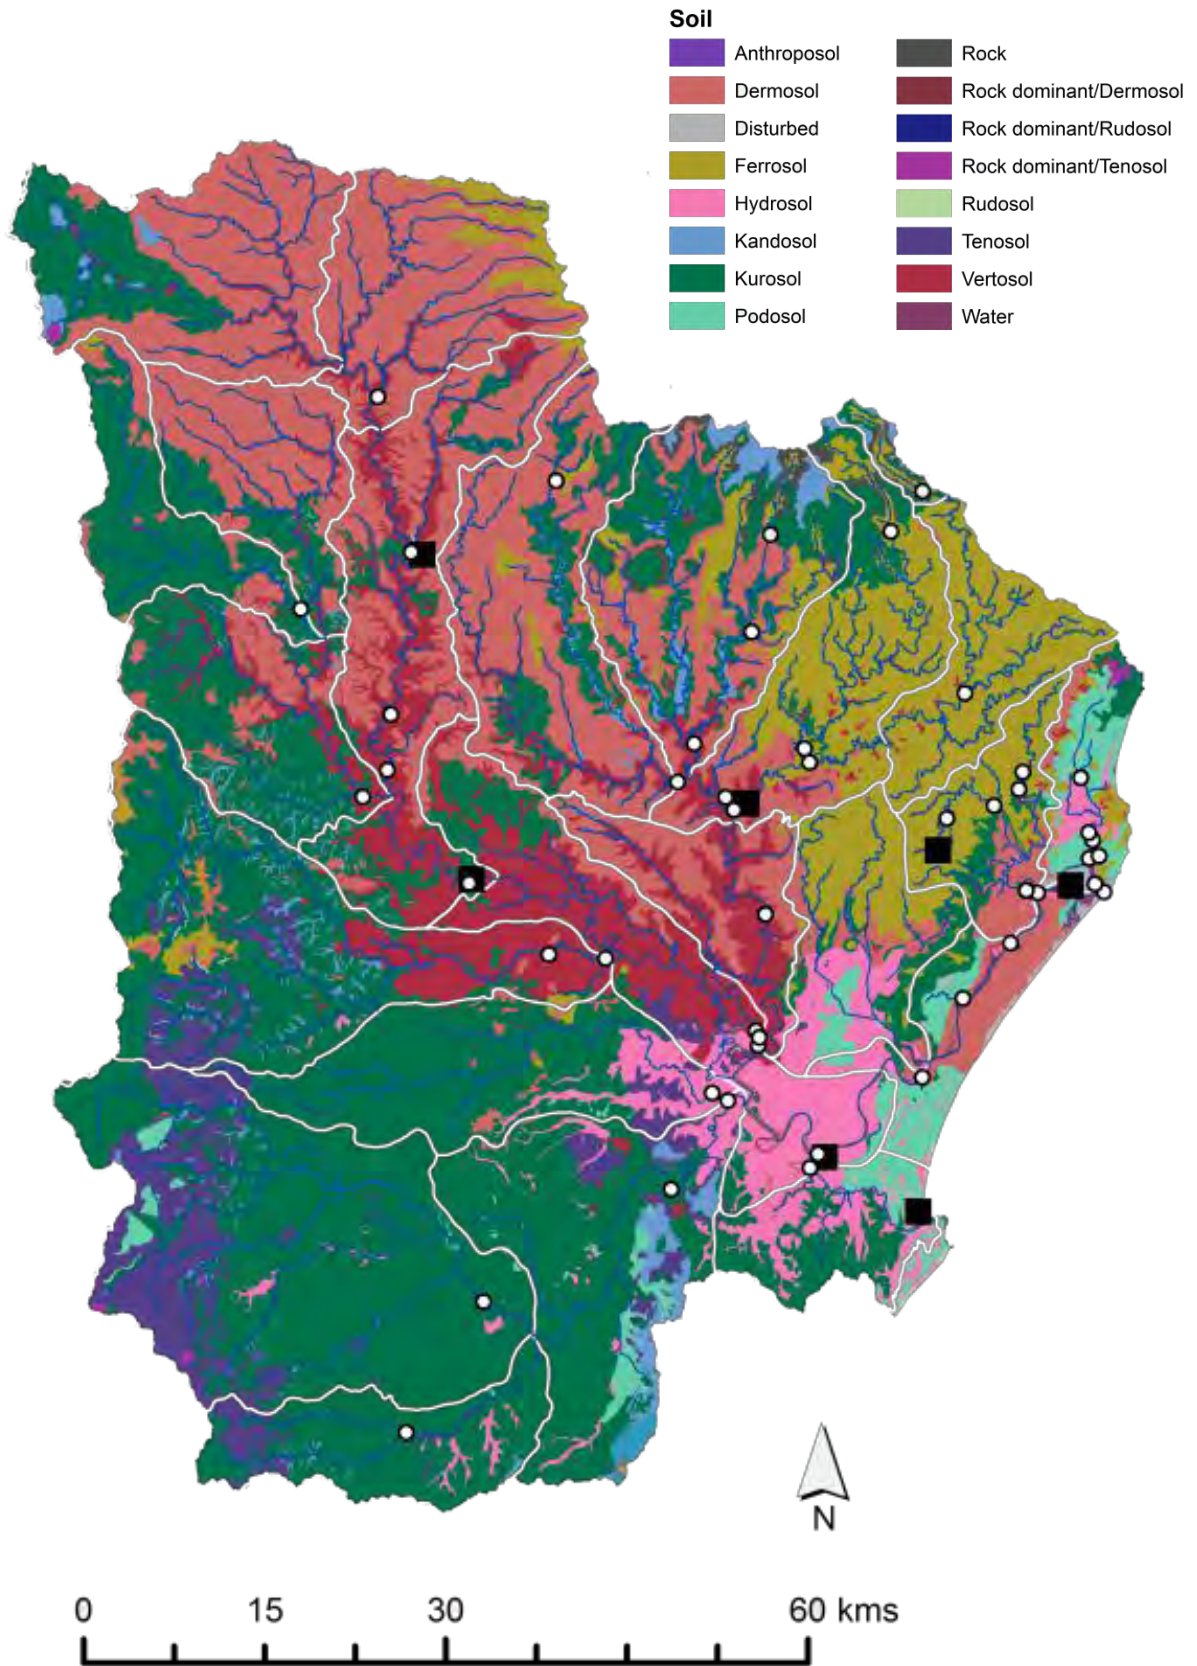 Soil
Anthroposol
Dermosol
Disturbed
Ferrosol
Hydrosol
Kandosol
Kurosol
Podosol
Rock
Rock dominant/Dermosol
Rock dominant/Rudosol
Rock dominant/Tenosol
Rudosol
Tenosol
Vertosol
Water
N
0 15 30 60 kms